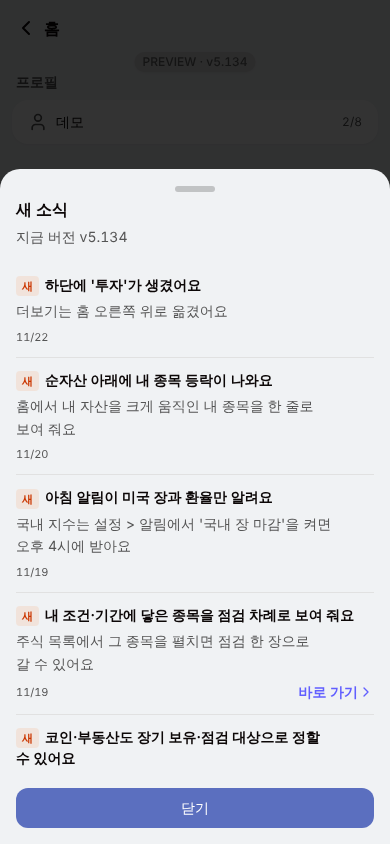 홈
PREVIEW · v5.134
프로필
데모
2/8
새 소식
지금 버전 v5.134
새 하단에 '투자'가 생겼어요
더보기는 홈 오른쪽 위로 옮겼어요
11/22
새 순자산 아래에 내 종목 등락이 나와요
홈에서 내 자산을 크게 움직인 내 종목을 한 줄로
보여 줘요
11/20
새 아침 알림이 미국 장과 환율만 알려요
국내 지수는 설정 > 알림에서 '국내 장 마감'을 켜면
오후 4시에 받아요
11/19
새 내 조건·기간에 닿은 종목을 점검 차례로 보여 줘요
주식 목록에서 그 종목을 펼치면 점검 한 장으로
갈 수 있어요
11/19 바로 가기
새 코인·부동산도 장기 보유·점검 대상으로 정할
수 있어요
닫기